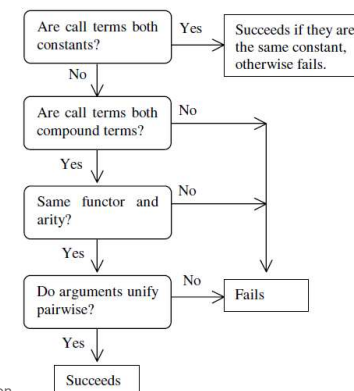 Are call terms both
constants?
Yes
Succeeds if they are
the same constant,
otherwise fails.
No
Are call terms both
compound terms?
No
Yes
Same functor and
arity?
No
Yes
Do arguments unify
pairwise?
No
Fails
Yes
Succeeds